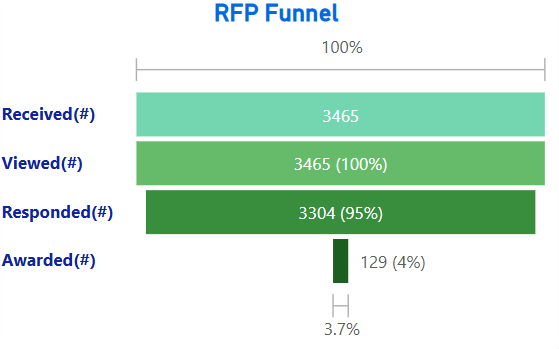 RFP Funnel
100%
Received(#) 3465
Viewed(#) 3465 (100%)
Responded(#) 3304 (95%)
Awarded(#) 129 (4%)
3.7%